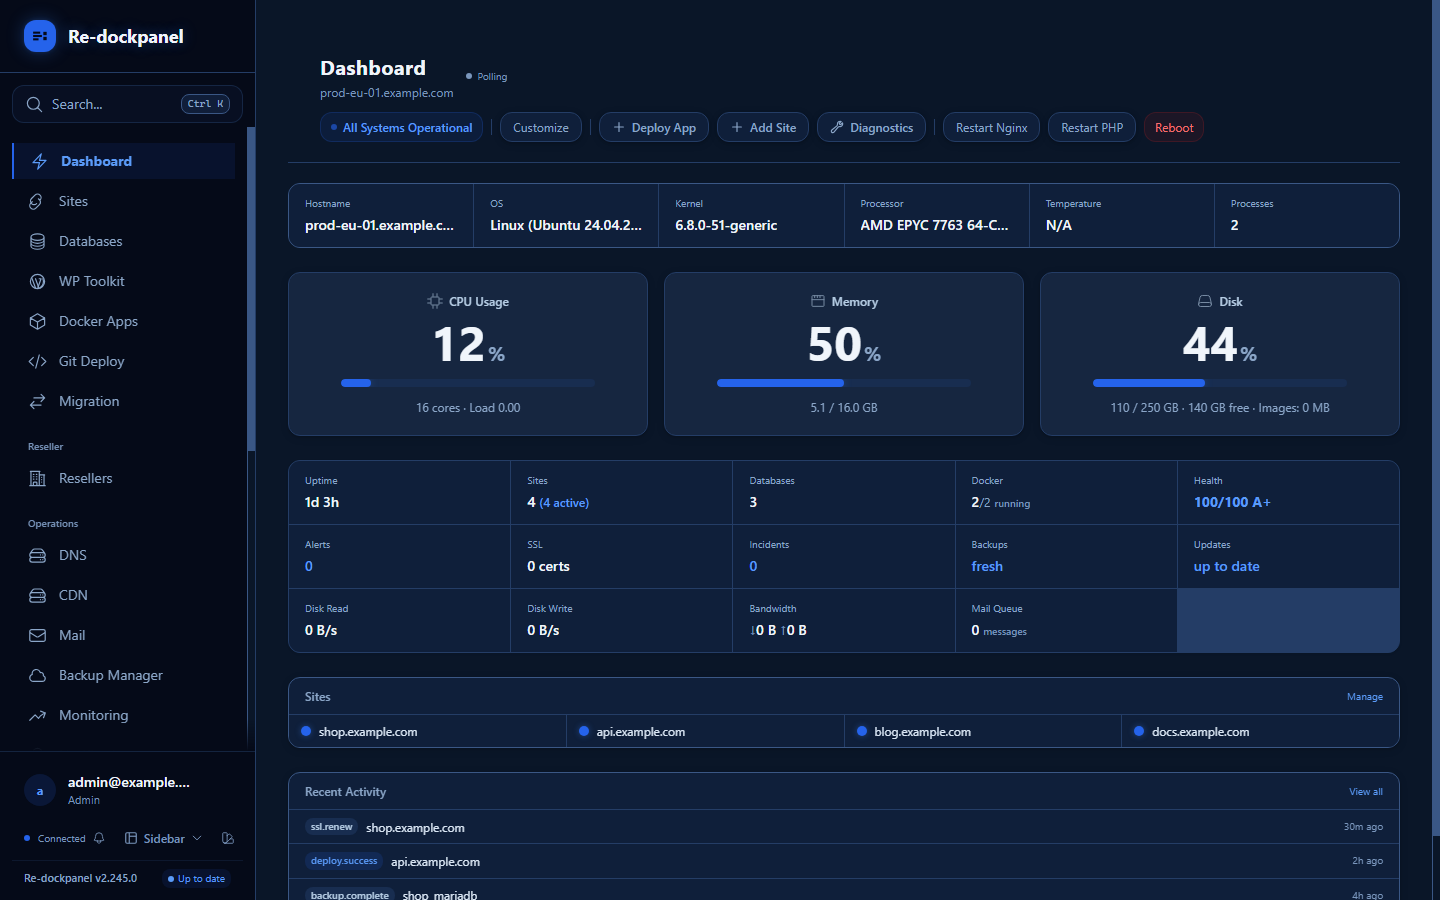 Re-dockpanel
Search...
Ctrl K
Dashboard
Sites
Databases
WP Toolkit
Docker Apps
Git Deploy
Migration
Reseller
Resellers
Operations
DNS
CDN
Mail
Backup Manager
Monitoring
a
admin@example....
Admin
Connected
Sidebar
Re-dockpanel v2.245.0
Up to date
Dashboard
Polling
prod-eu-01.example.com
All Systems Operational
Customize
Deploy App
Add Site
Diagnostics
Restart Nginx
Restart PHP
Reboot
Hostname
prod-eu-01.example.c...
OS
Linux (Ubuntu 24.04.2...
Kernel
6.8.0-51-generic
Processor
AMD EPYC 7763 64-C...
Temperature
N/A
Processes
2
CPU Usage
12%
16 cores · Load 0.00
Memory
50%
5.1 / 16.0 GB
Disk
44%
110 / 250 GB · 140 GB free · Images: 0 MB
Uptime
1d 3h
Sites
4 (4 active)
Databases
3
Docker
2/2 running
Health
100/100 A+
Alerts
0
SSL
0 certs
Incidents
0
Backups
fresh
Updates
up to date
Disk Read
0 B/s
Disk Write
0 B/s
Bandwidth
↓0 B ↑0 B
Mail Queue
0 messages
Sites
Manage
shop.example.com
api.example.com
blog.example.com
docs.example.com
Recent Activity
View all
ssl.renew shop.example.com
30m ago
deploy.success api.example.com
2h ago
backup.complete shop_mariadb
4h ago